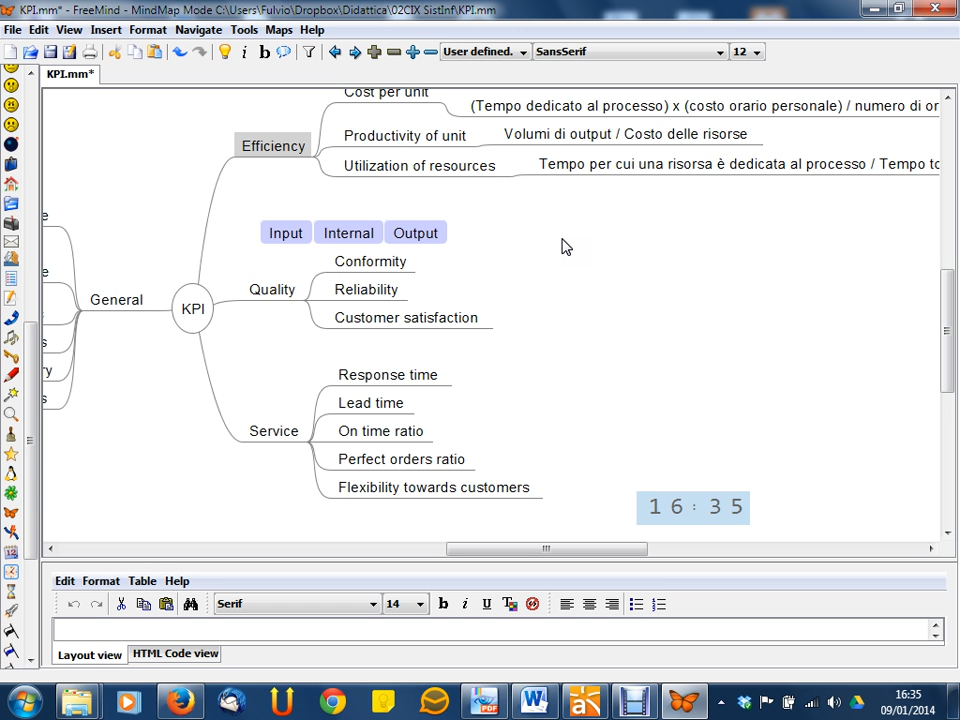 KPI.mm* - FreeMind - MindMap Mode C:\Users\Fulvio\Dropbox\Didattica\02CIX SistInf\KPI.mm
File Edit View Insert Format Navigate Tools Maps Help
User defined. SansSerif 12
KPI.mm*
Cost per unit
(Tempo dedicato al processo) x (costo orario personale) / numero di or
Productivity of unit Volumi di output / Costo delle risorse
Efficiency
Utilization of resources Tempo per cui una risorsa è dedicata al processo / Tempo to
Input Internal Output
Conformity
Quality Reliability
Customer satisfaction
General KPI
Response time
Lead time
Service On time ratio
Perfect orders ratio
Flexibility towards customers
16:35
Edit Format Table Help
Serif 14 b i U
Layout view HTML Code view
16:35
09/01/2014